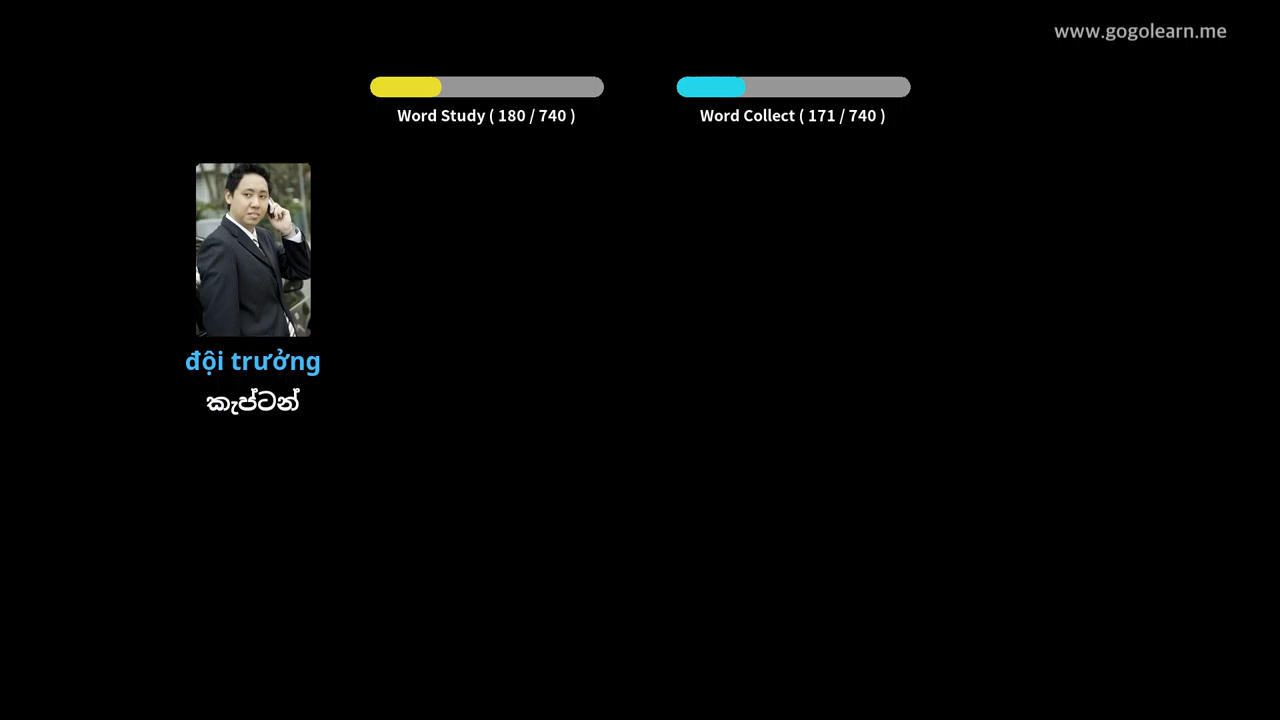 www.gogolearn.me
Word Study ( 180 / 740 )
Word Collect ( 171 / 740 )
đội trưởng
කැප්ටන්